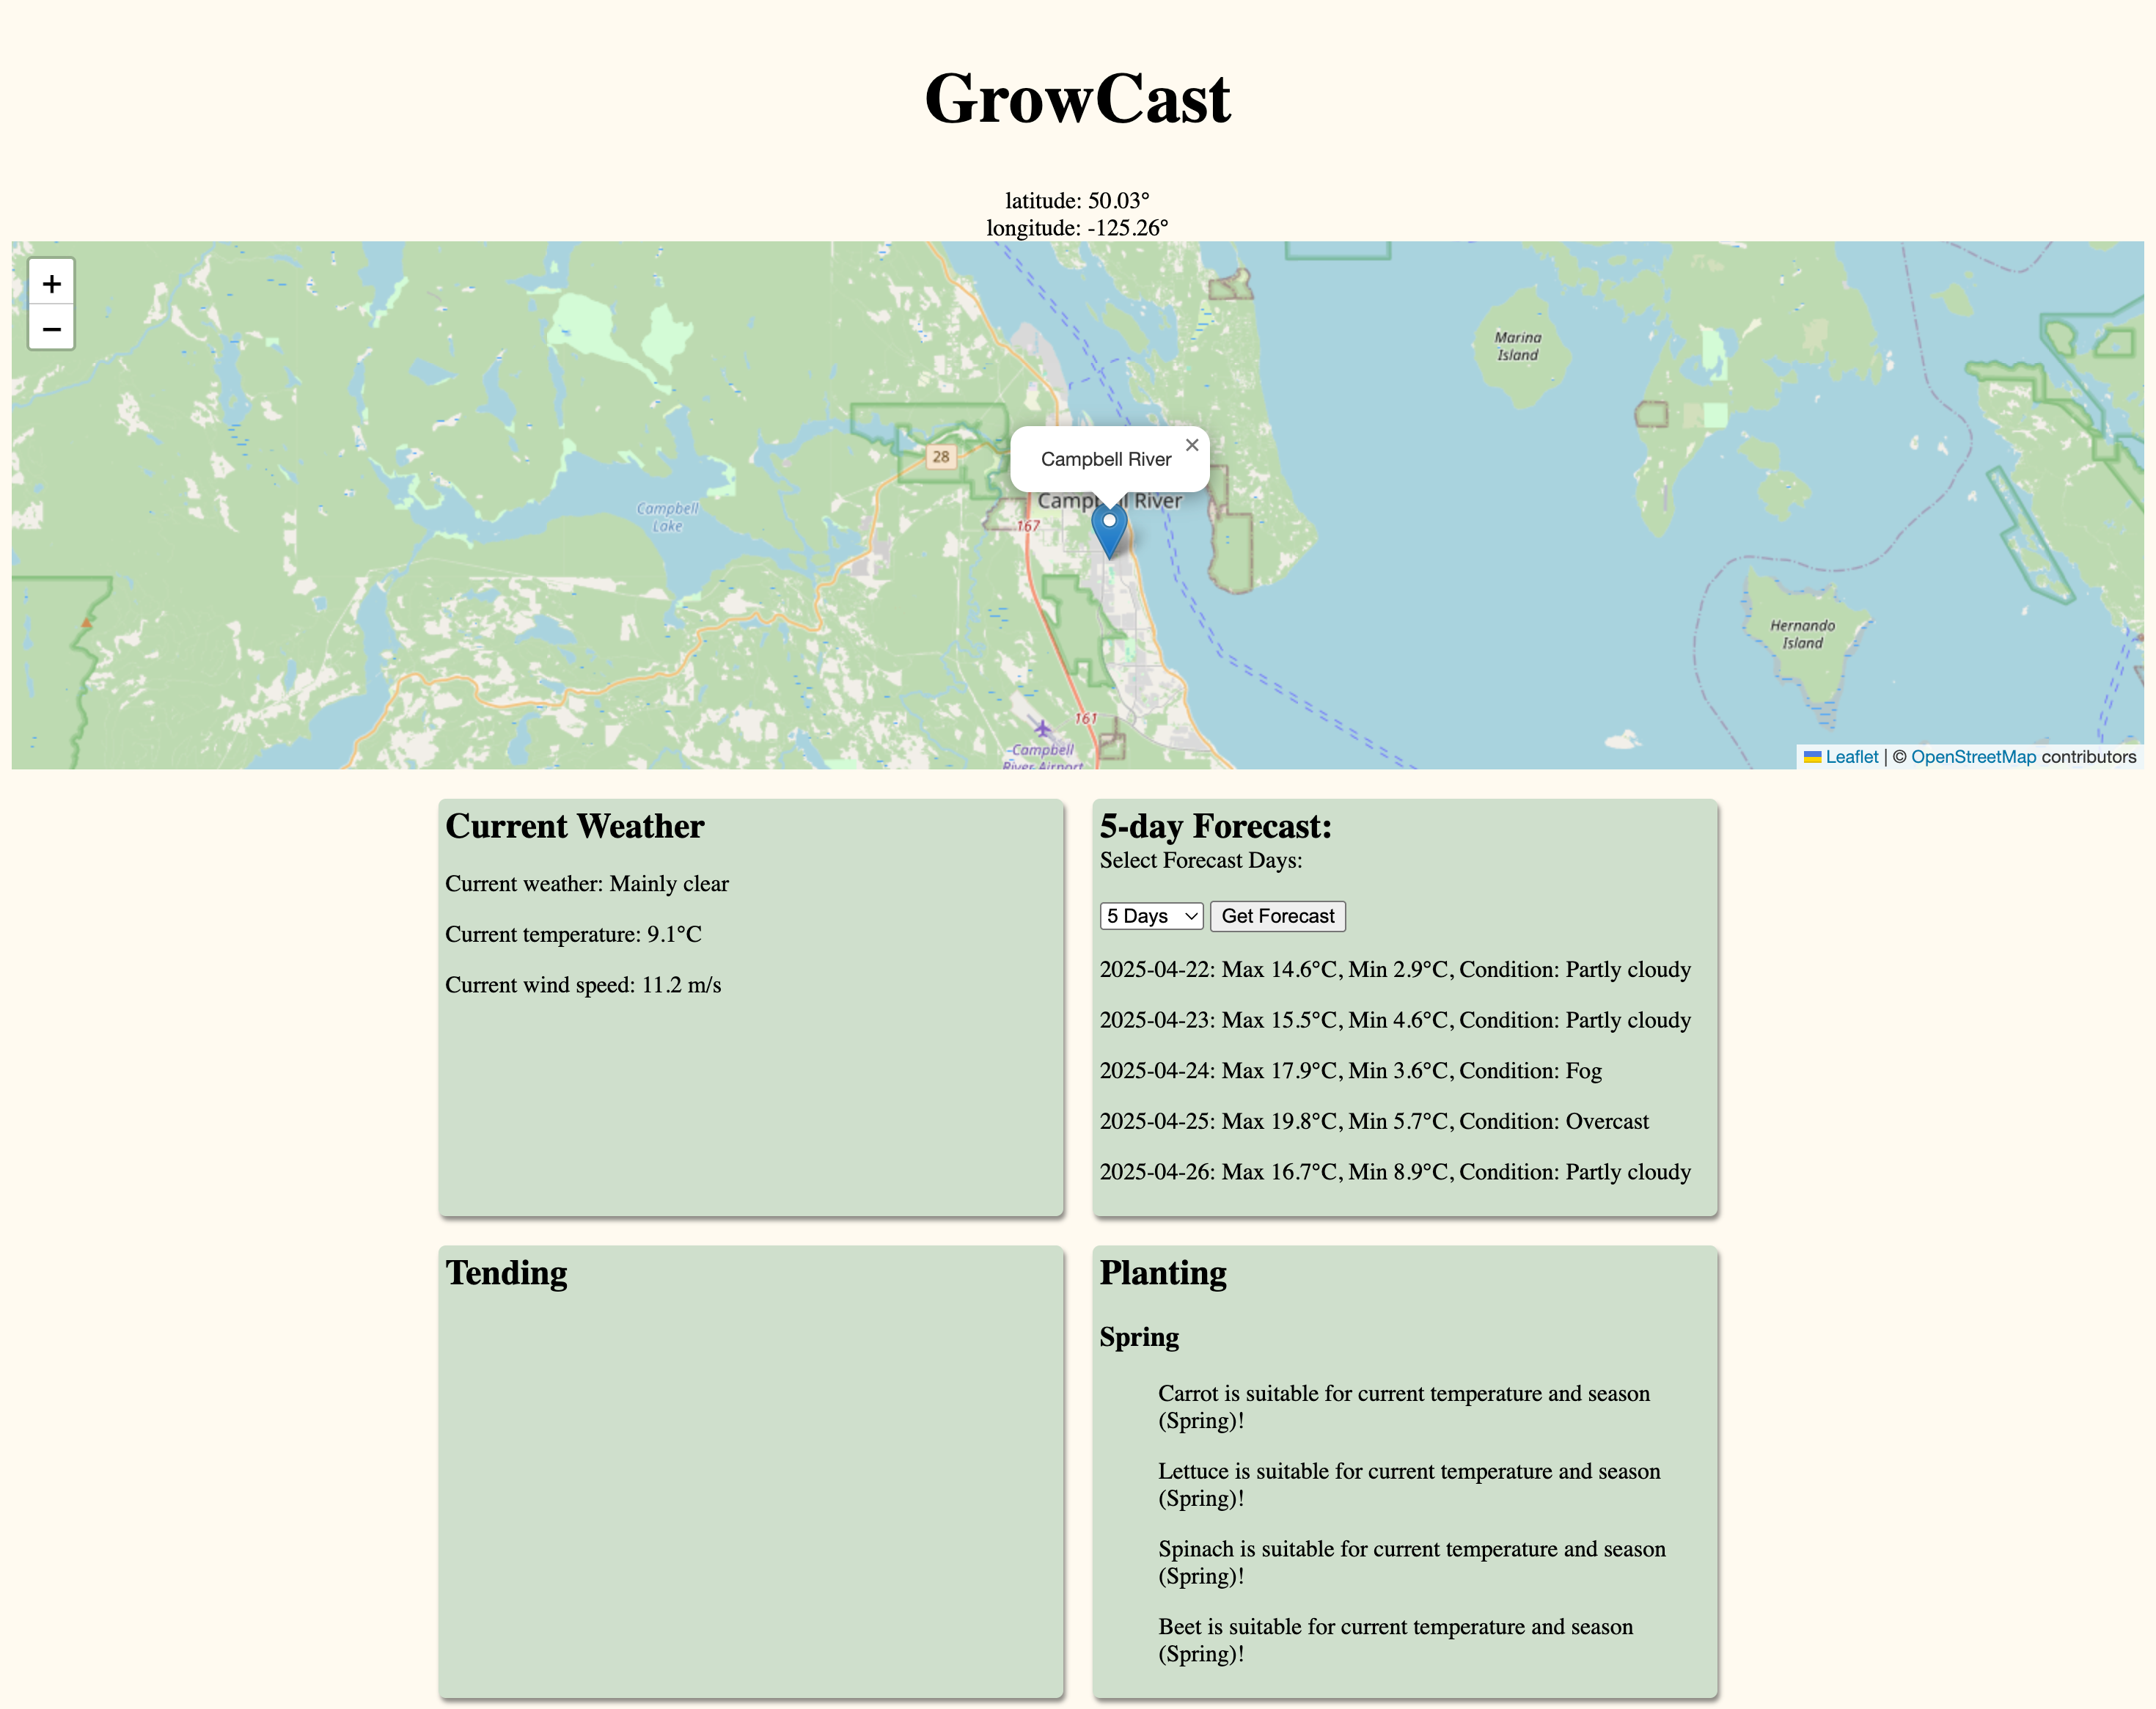 GrowCast
latitude: 50.03°
longitude: -125.26°
+
−
Marina
Island
28
Campbell River
×
Campbell River
Campbell
Lake
167
Hernando
Island
161
Campbell
River Airport
Leaflet | © OpenStreetMap contributors
Current Weather
Current weather: Mainly clear
Current temperature: 9.1°C
Current wind speed: 11.2 m/s
5-day Forecast:
Select Forecast Days:
5 Days
Get Forecast
2025-04-22: Max 14.6°C, Min 2.9°C, Condition: Partly cloudy
2025-04-23: Max 15.5°C, Min 4.6°C, Condition: Partly cloudy
2025-04-24: Max 17.9°C, Min 3.6°C, Condition: Fog
2025-04-25: Max 19.8°C, Min 5.7°C, Condition: Overcast
2025-04-26: Max 16.7°C, Min 8.9°C, Condition: Partly cloudy
Tending
Planting
Spring
Carrot is suitable for current temperature and season
(Spring)!
Lettuce is suitable for current temperature and season
(Spring)!
Spinach is suitable for current temperature and season
(Spring)!
Beet is suitable for current temperature and season
(Spring)!